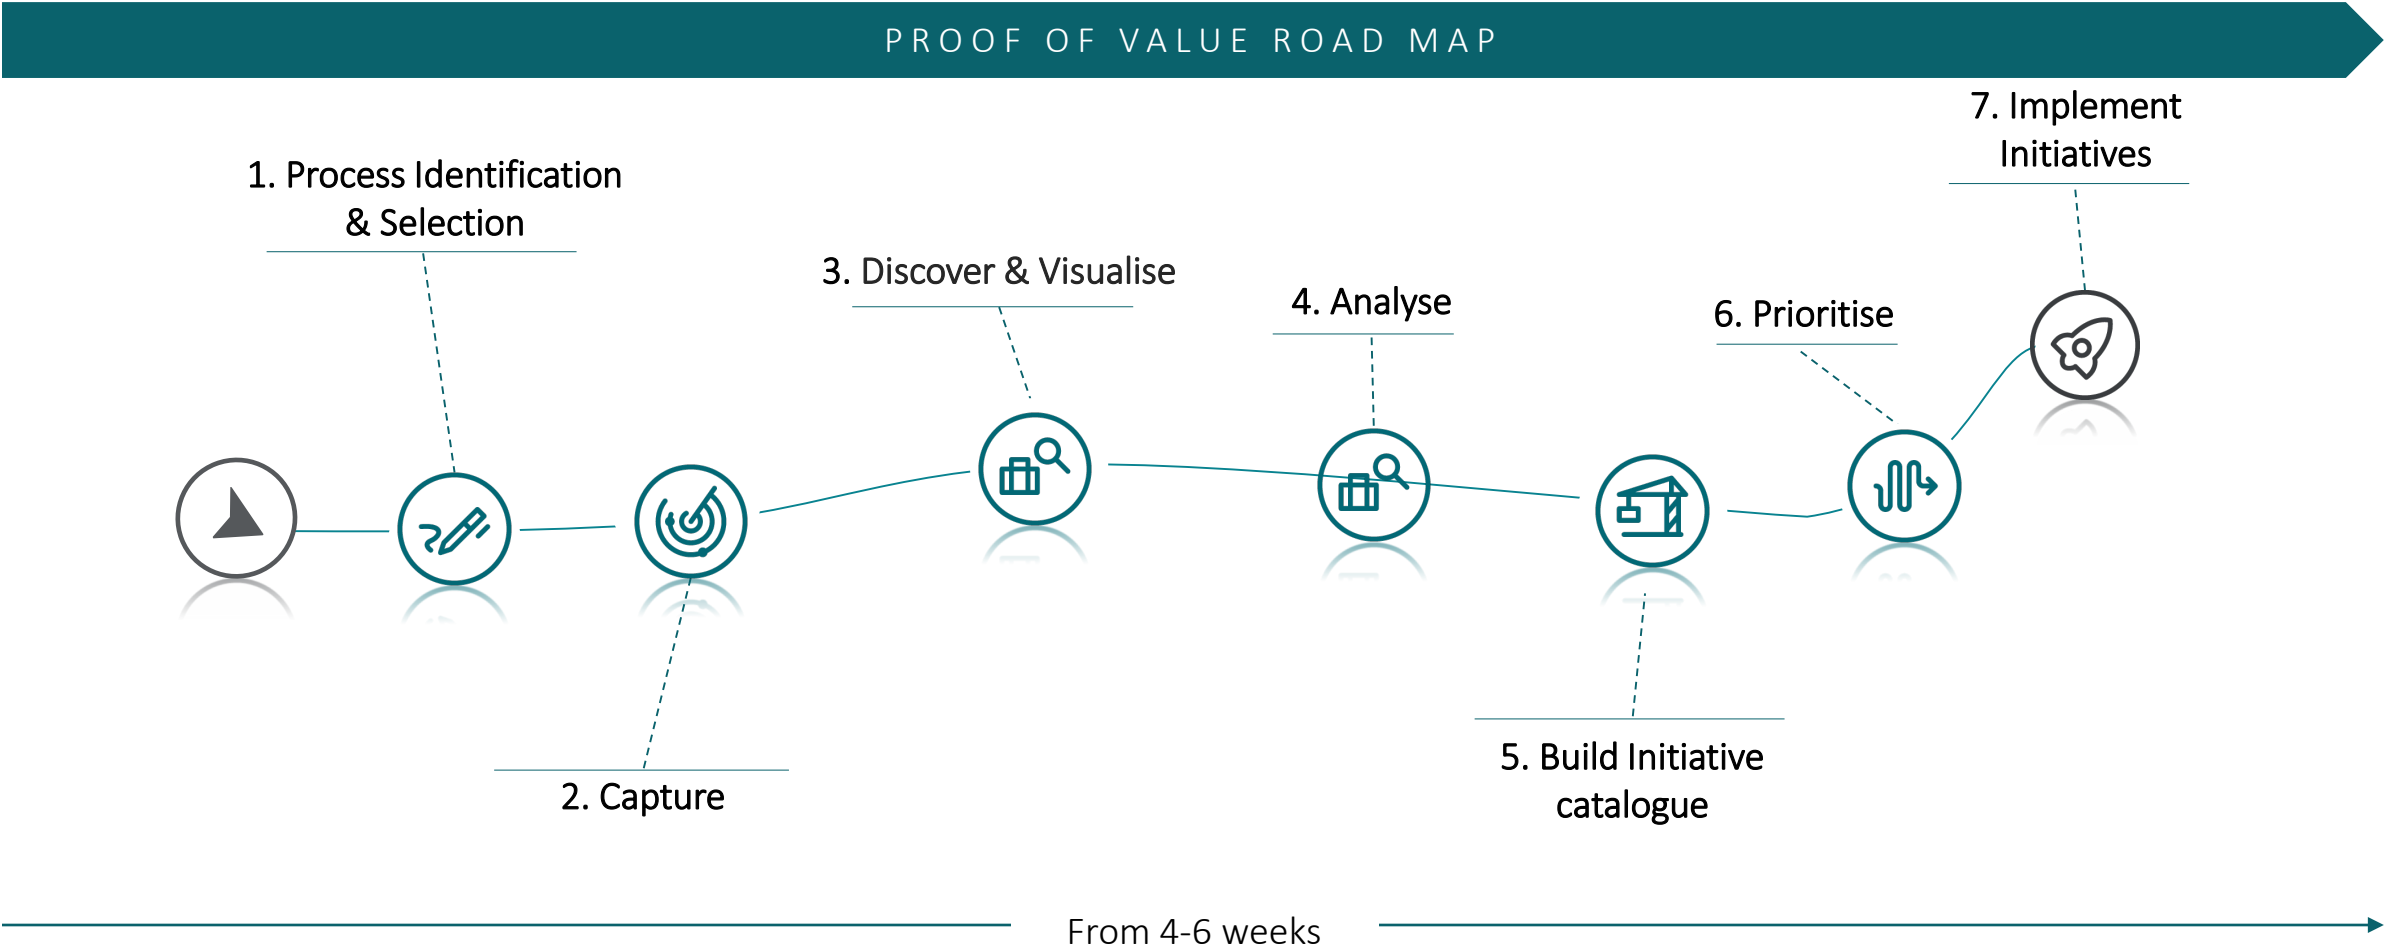 PROOF OF VALUE ROAD MAP
1. Process Identification
& Selection
2. Capture
3. Discover & Visualise
4. Analyse
5. Build Initiative
catalogue
6. Prioritise
7. Implement
Initiatives
From 4-6 weeks